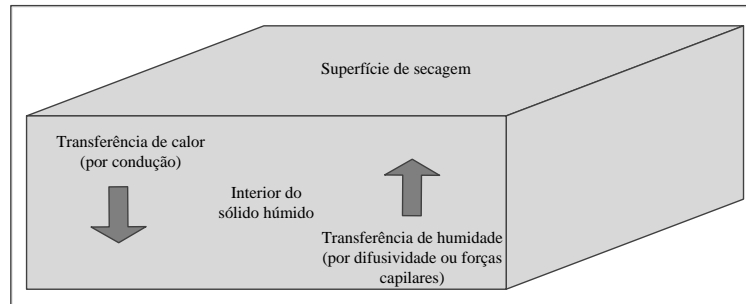 Superfície de secagem
Transferência de calor
(por condução)
Interior do
sólido húmido
Transferência de humidade
(por difusividade ou forças
capilares)